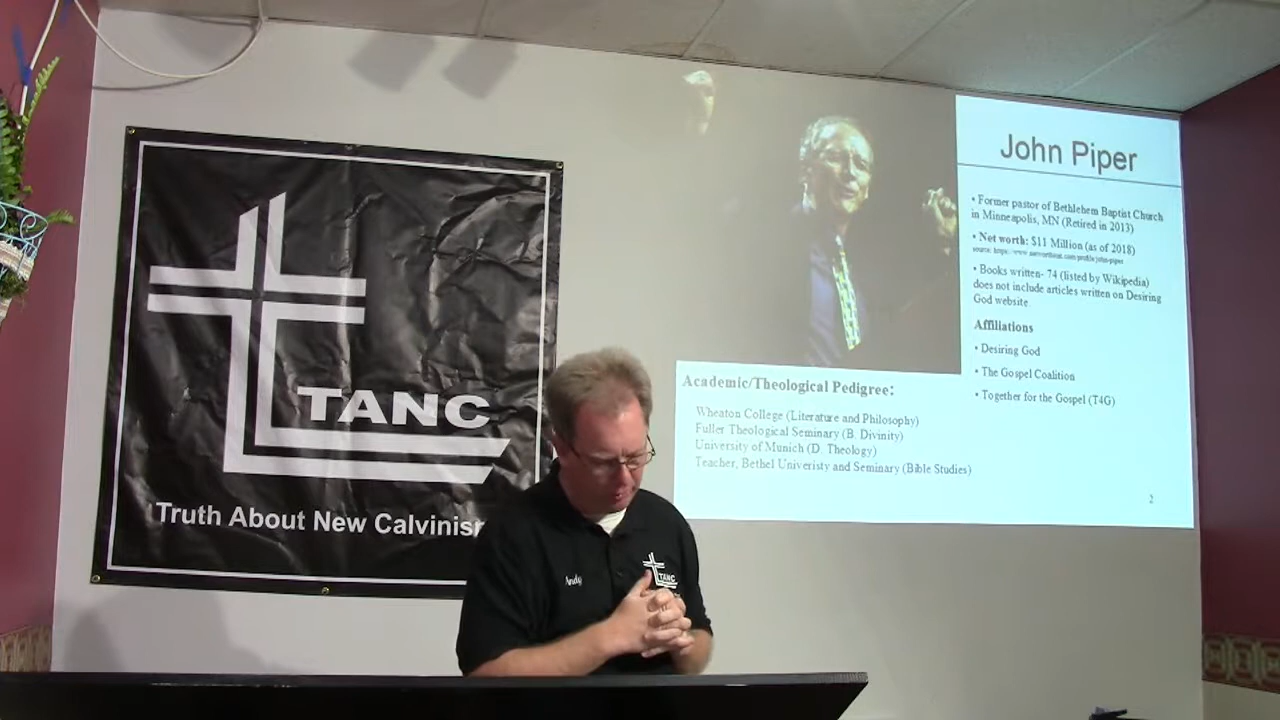 TANC
Truth About New Calvinis
Andy
TANC
John Piper
• Former pastor of Bethlehem Baptist Church
in Minneapolis, MN (Retired in 2013)
• Net worth: $11 Million (as of 2018)
• Books written- 74 (listed by Wikipedia)
does not include articles written on Desiring
God website.
Affiliations
• Desiring God
• The Gospel Coalition
• Together for the Gospel (T4G)
Academic/Theological Pedigree:
Wheaton College (Literature and Philosophy)
Fuller Theological Seminary (B. Divinity)
University of Munich (D. Theology)
Teacher, Bethel Univeristy and Seminary (Bible Studies)
2